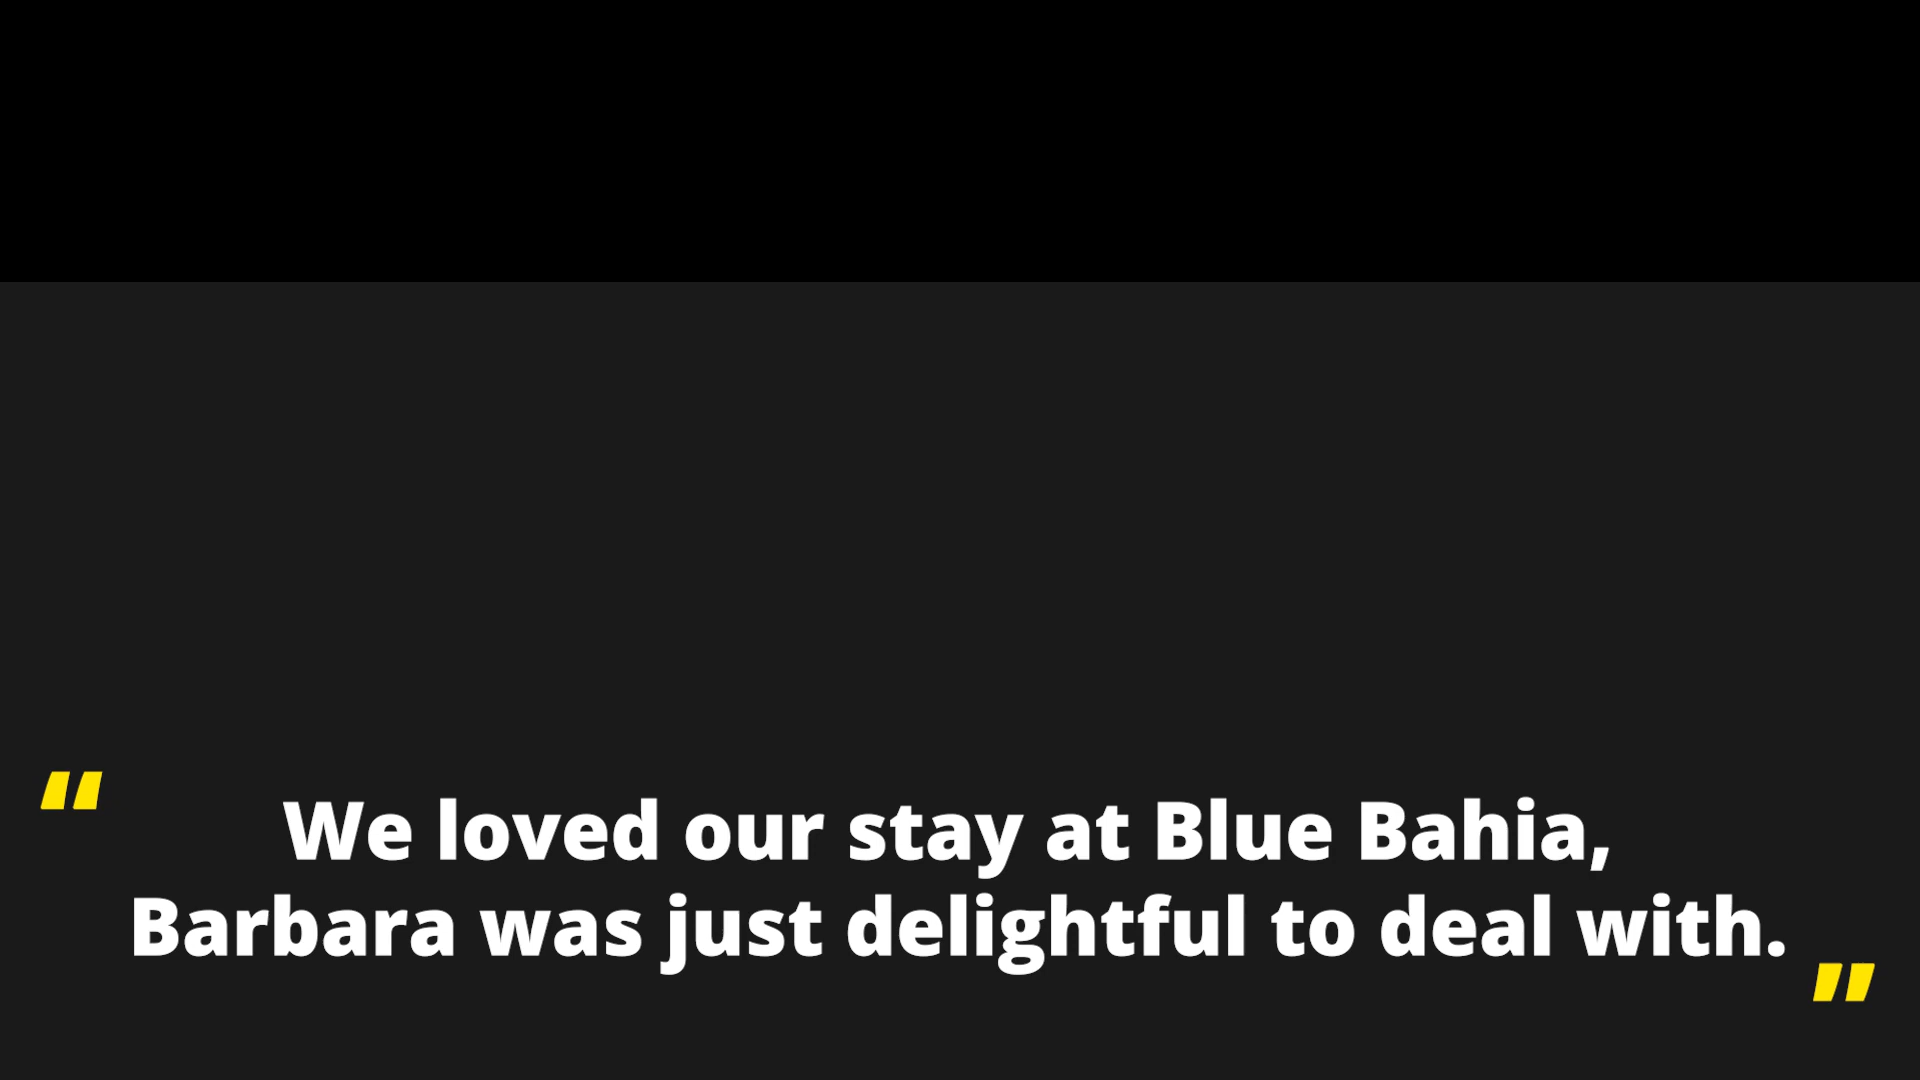 “
We loved our stay at Blue Bahia,
Barbara was just delightful to deal with.
”